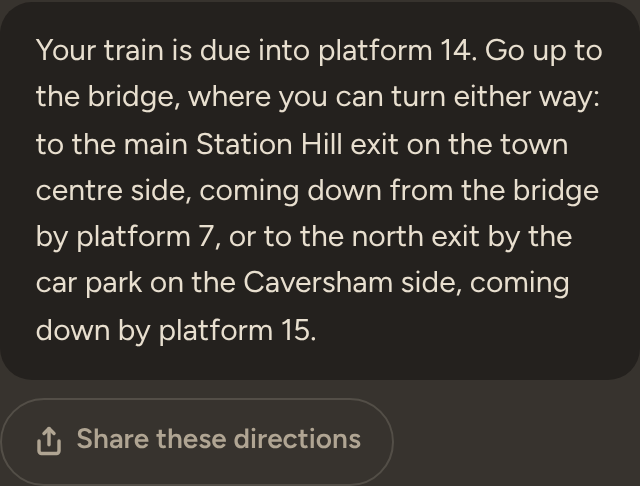 Your train is due into platform 14. Go up to
the bridge, where you can turn either way:
to the main Station Hill exit on the town
centre side, coming down from the bridge
by platform 7, or to the north exit by the
car park on the Caversham side, coming
down by platform 15.
Share these directions